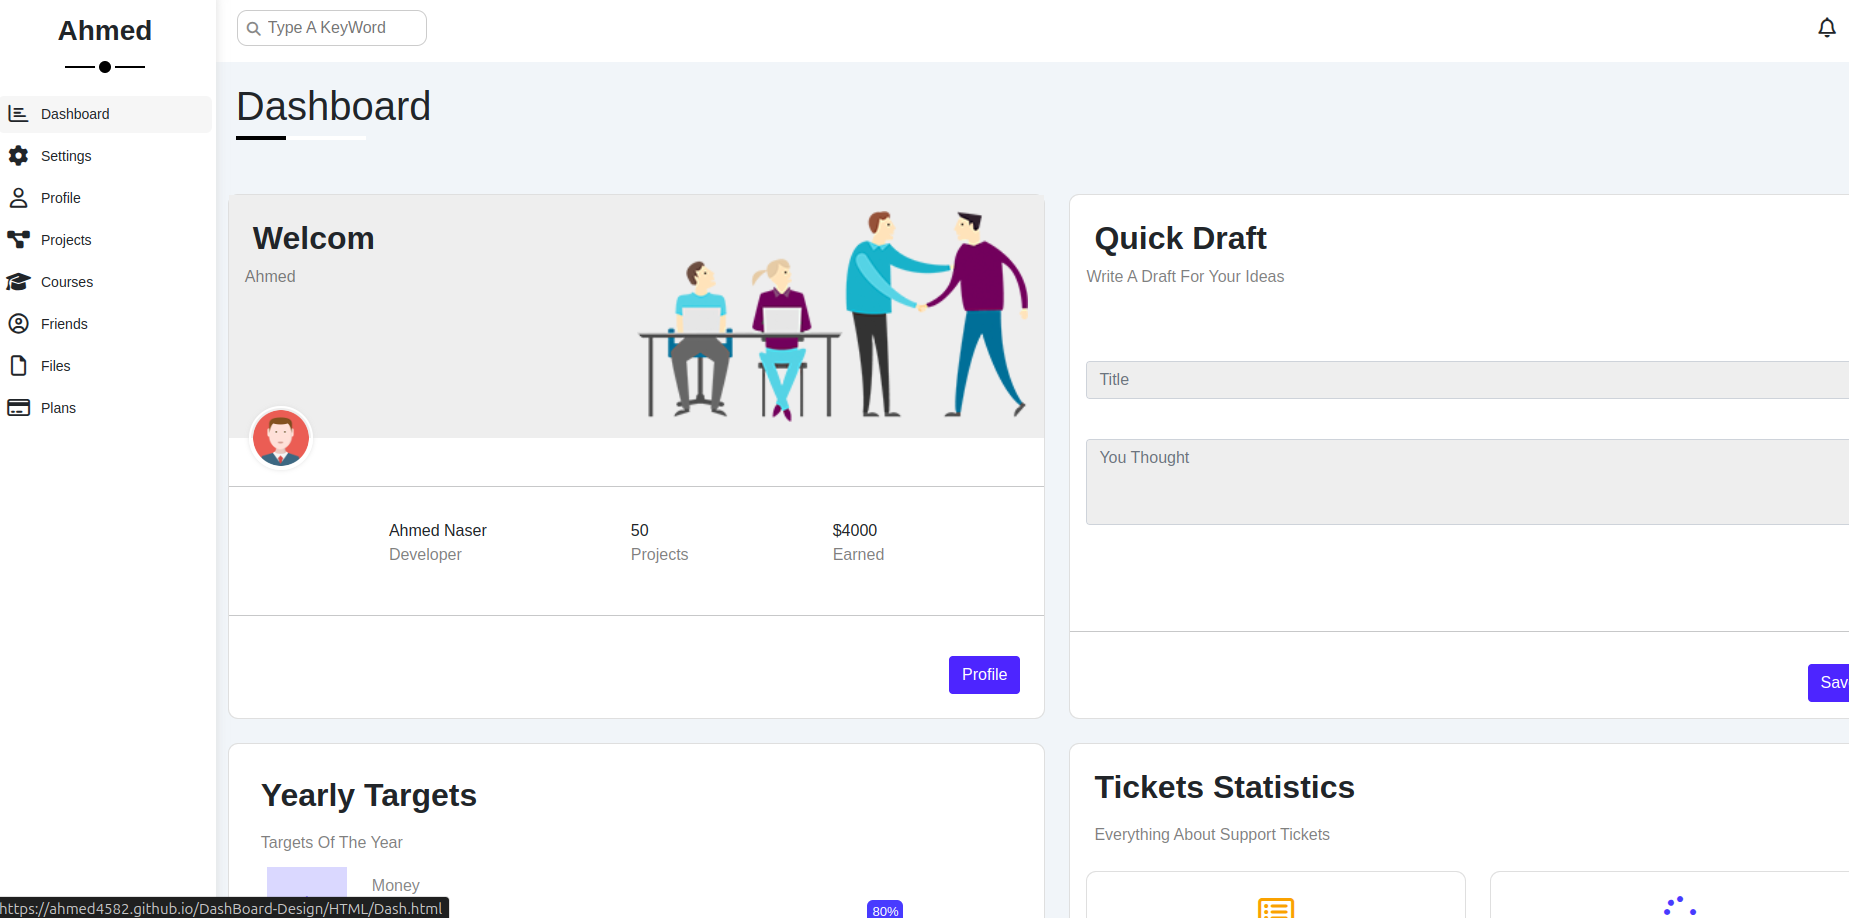 Ahmed
Type A KeyWord
Dashboard
Settings
Profile
Projects
Courses
Friends
Files
Plans
Dashboard
Welcom
Ahmed
Ahmed Naser
Developer
50
Projects
$4000
Earned
Profile
Quick Draft
Write A Draft For Your Ideas
Title
You Thought
Sav
Yearly Targets
Targets Of The Year
Money
80%
Tickets Statistics
Everything About Support Tickets
https://ahmed4582.github.io/DashBoard-Design/HTML/Dash.html